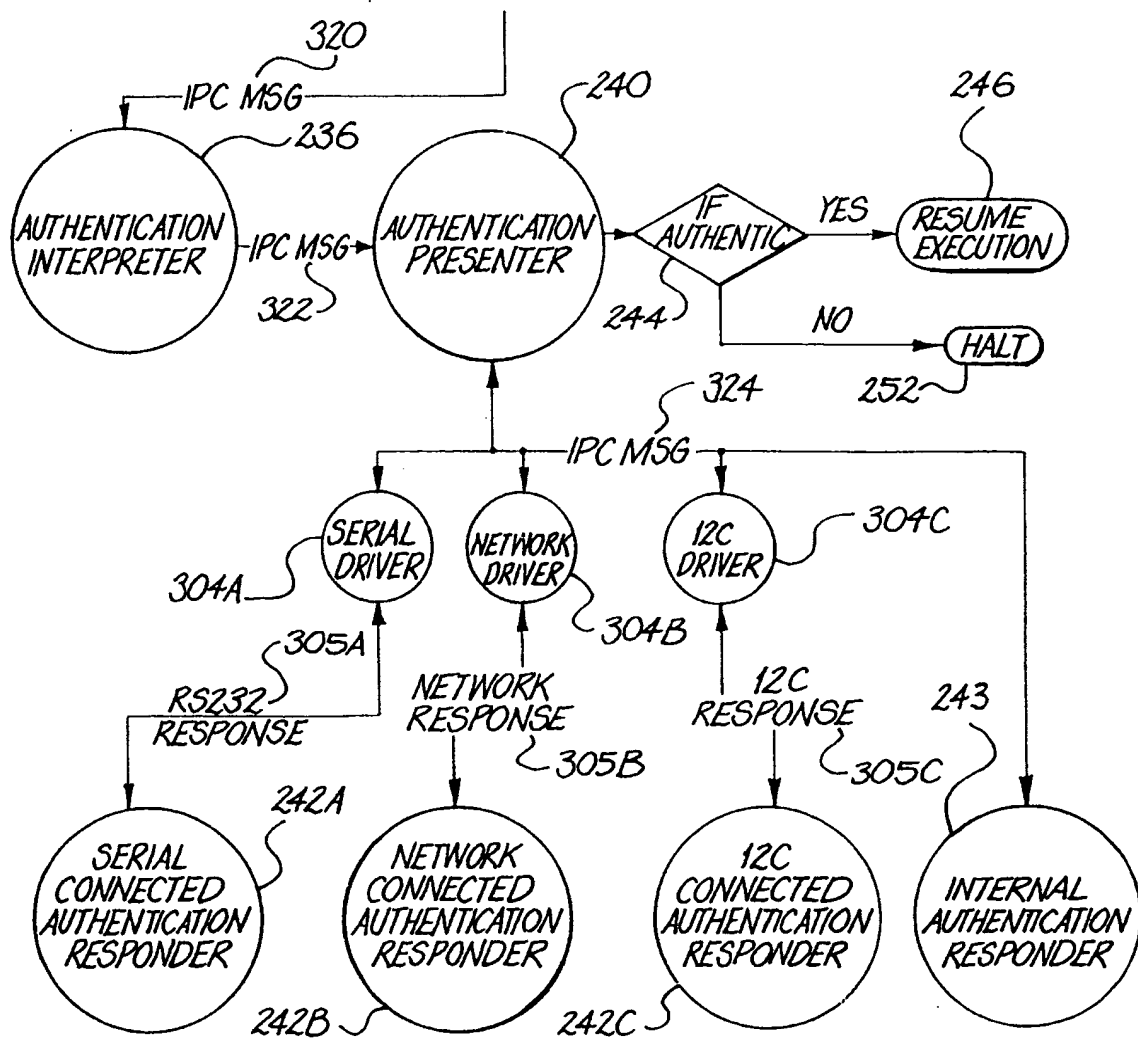 320
IPC MSG
236
240
246
AUTHENTICATION
INTERPRETER
IPC MSG
322
AUTHENTICATION
PRESENTER
IF
AUTHENTIC
244
YES
RESUME
EXECUTION
NO
HALT
252
324
IPC MSG
SERIAL
DRIVER
304A
NETWORK
DRIVER
304B
12C
DRIVER
304C
305A
RS232
RESPONSE
NETWORK
RESPONSE
305B
12C
RESPONSE
305C
243
242A
SERIAL
CONNECTED
AUTHENTICATION
RESPONDER
NETWORK
CONNECTED
AUTHENTICATION
RESPONDER
242B
12C
CONNECTED
AUTHENTICATION
RESPONDER
242C
INTERNAL
AUTHENTICATION
RESPONDER